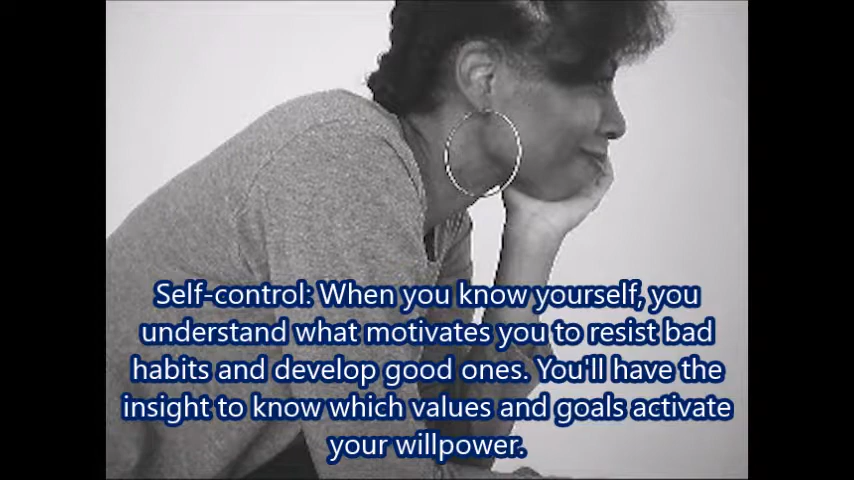 Self-control: When you know yourself, you
understand what motivates you to resist bad
habits and develop good ones. You'll have the
insight to know which values and goals activate
your willpower.